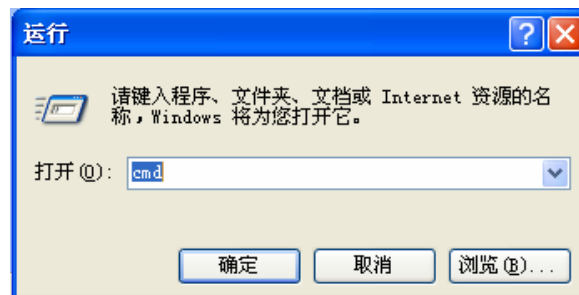 运行
请键入程序、文件夹、文档或 Internet 资源的名
称，Windows 将为您打开它。
打开(O): cmd
确定 取消 浏览(B)...